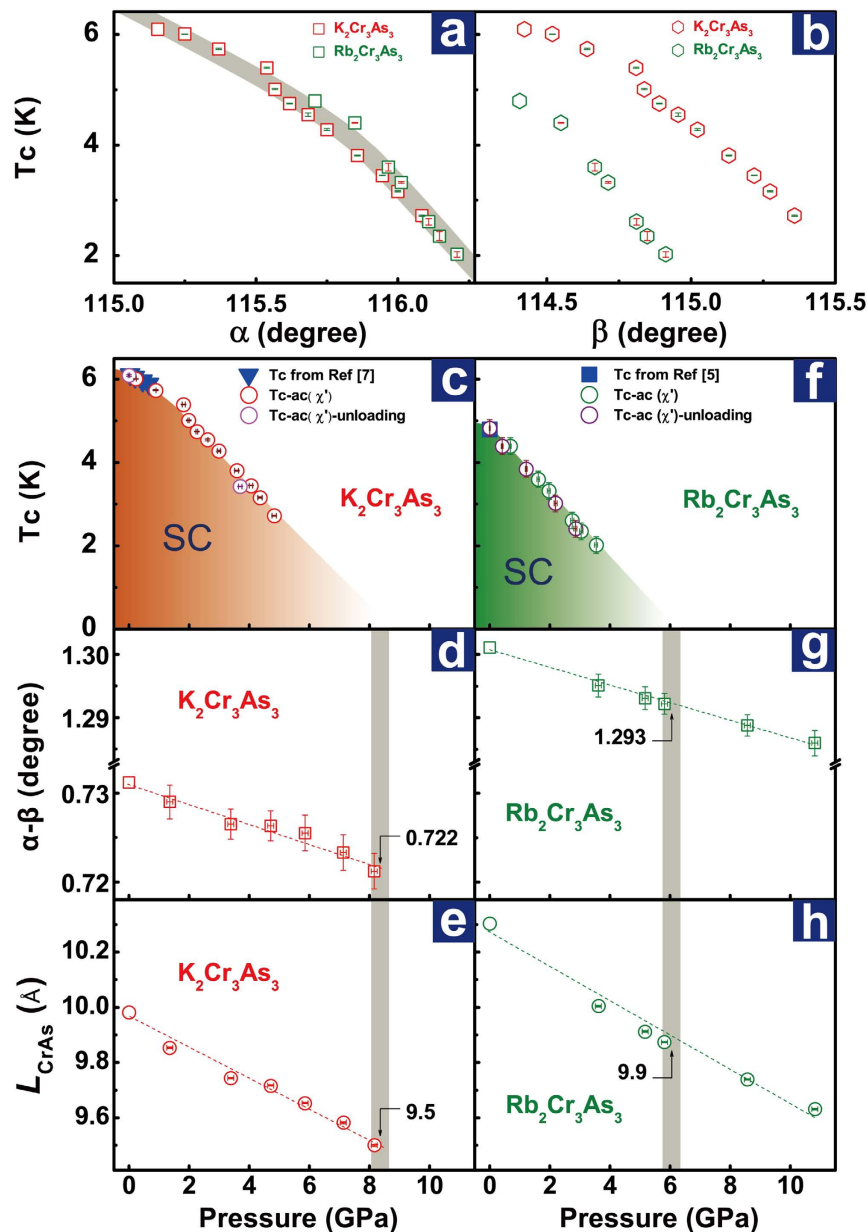 a
b
K2Cr3As3
Rb2Cr3As3
K2Cr3As3
Rb2Cr3As3
Tc (K)
6
4
2
115.0
115.5
116.0
114.5
115.0
115.5
α (degree)
β (degree)
c
f
Tc from Ref [7]
Tc-ac( χ')
Tc-ac( χ')-unloading
Tc from Ref [5]
Tc-ac (χ')
Tc-ac (χ')-unloading
Tc (K)
6
4
2
0
K2Cr3As3
SC
Rb2Cr3As3
SC
d
g
α-β (degree)
1.30
1.29
0.73
0.72
K2Cr3As3
0.722
1.293
Rb2Cr3As3
e
h
LCrAs (Å)
10.2
10.0
9.8
9.6
K2Cr3As3
9.5
9.9
Rb2Cr3As3
0
2
4
6
8
10
0
2
4
6
8
10
Pressure (GPa)
Pressure (GPa)